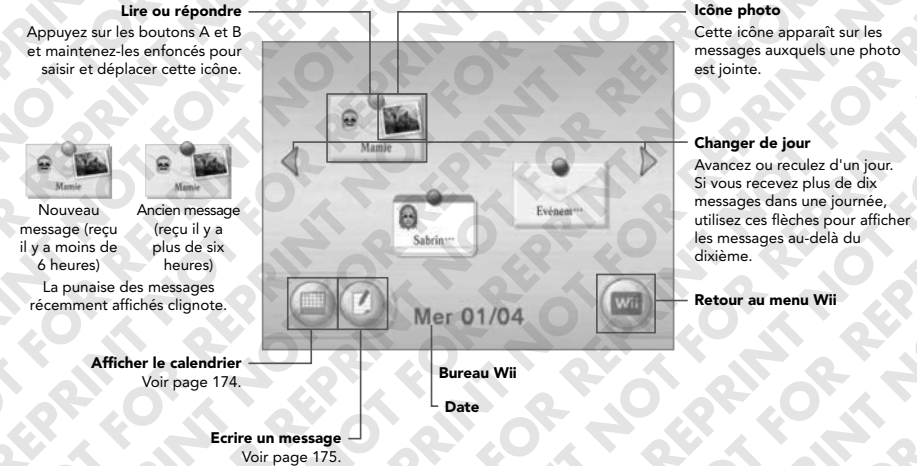 Lire ou répondre
Appuyez sur les boutons A et B
et maintenez-les enfoncés pour
saisir et déplacer cette icône.
Icône photo
Cette icône apparaît sur les
messages auxquels une photo
est jointe.
Mamie
Changer de jour
Avancez ou reculez d'un jour.
Si vous recevez plus de dix
messages dans une journée,
utilisez ces flèches pour afficher
les messages au-delà du
dixième.
Mamie
Mamie
Nouveau
message (reçu
il y a moins de
6 heures)
Ancien message
(reçu il y a
plus de six
heures)
La punaise des messages
récemment affichés clignote.
Sabrin...
Evénem...
Wii
Mer 01/04
Retour au menu Wii
Afficher le calendrier
Voir page 174.
Bureau Wii
Date
Ecrire un message
Voir page 175.
NOT FOR REPRINT